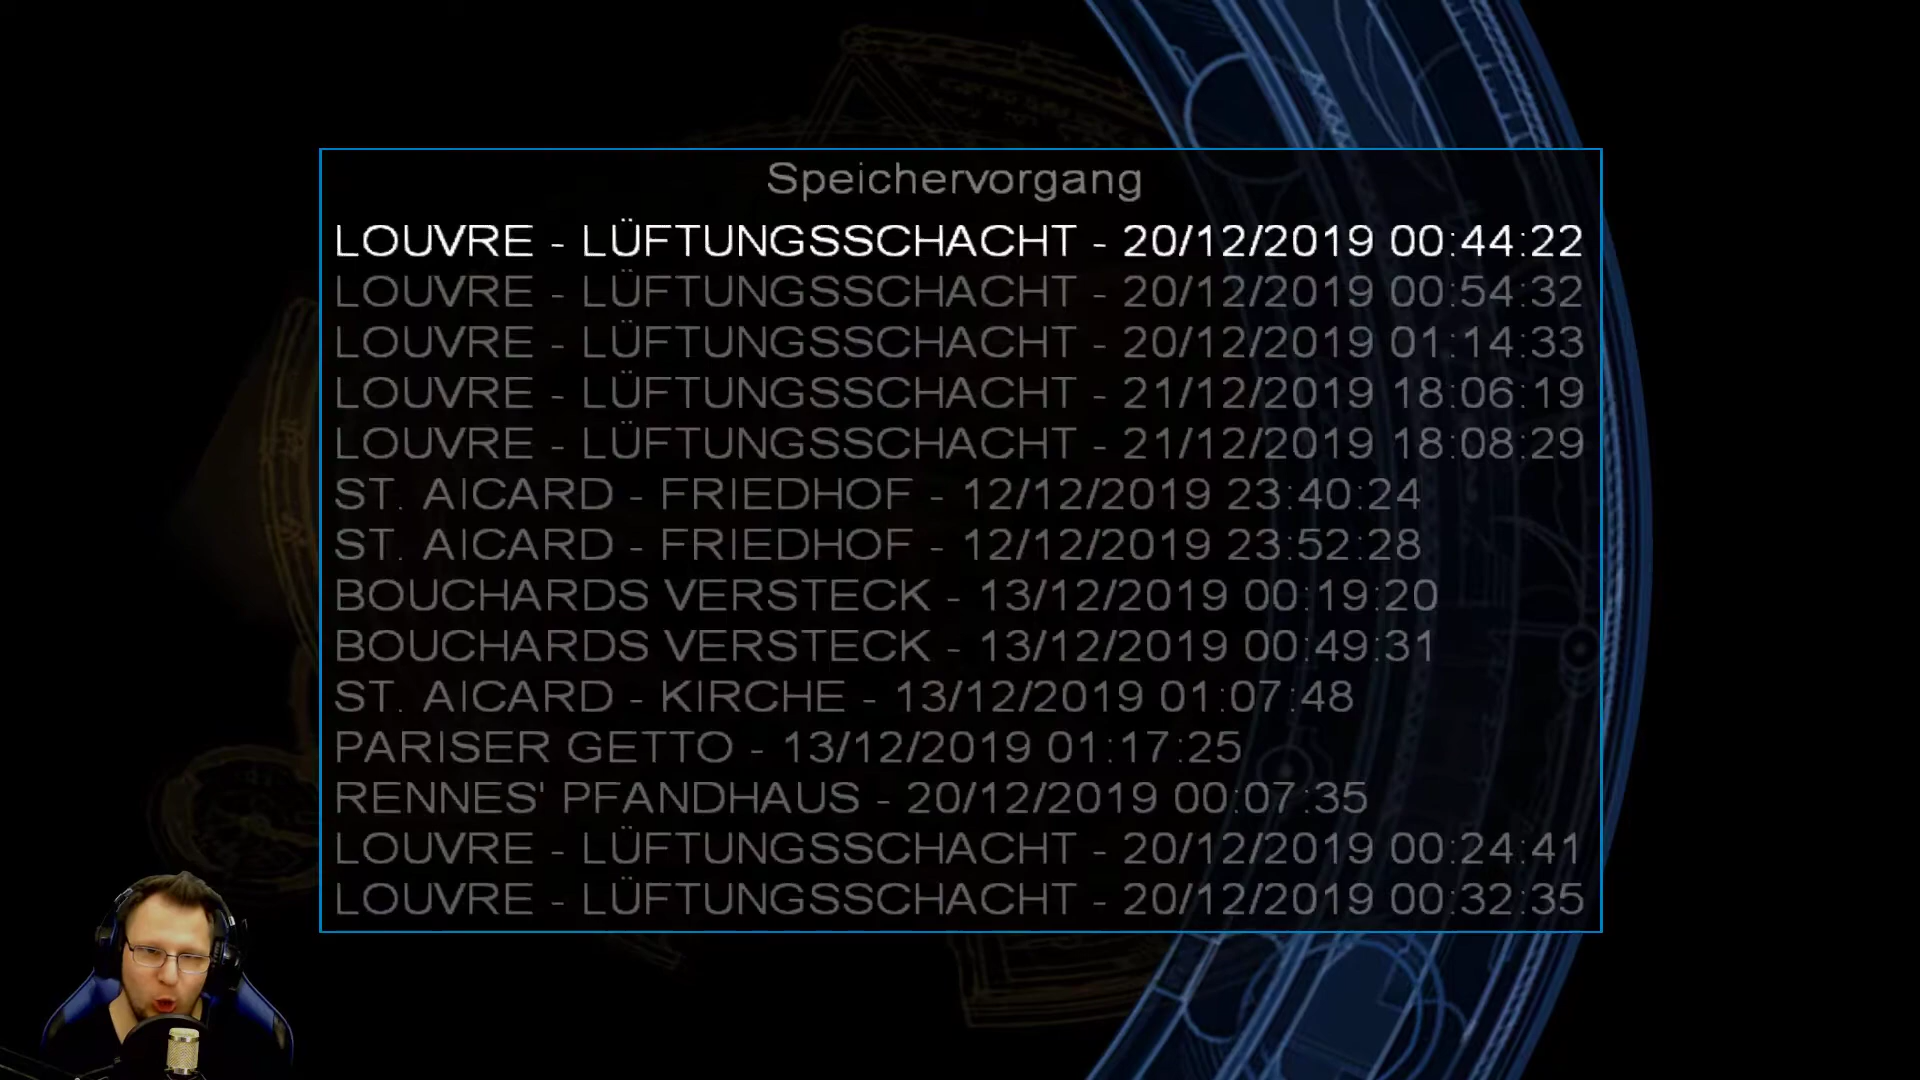 Speichervorgang
LOUVRE - LÜFTUNGSSCHACHT - 20/12/2019 00:44:22
LOUVRE - LÜFTUNGSSCHACHT - 20/12/2019 00:54:32
LOUVRE - LÜFTUNGSSCHACHT - 20/12/2019 01:14:33
LOUVRE - LÜFTUNGSSCHACHT - 21/12/2019 18:06:19
LOUVRE - LÜFTUNGSSCHACHT - 21/12/2019 18:08:29
ST. AICARD - FRIEDHOF - 12/12/2019 23:40:24
ST. AICARD - FRIEDHOF - 12/12/2019 23:52:28
BOUCHARDS VERSTECK - 13/12/2019 00:19:20
BOUCHARDS VERSTECK - 13/12/2019 00:49:31
ST. AICARD - KIRCHE - 13/12/2019 01:07:48
PARISER GETTO - 13/12/2019 01:17:25
RENNES' PFANDHAUS - 20/12/2019 00:07:35
LOUVRE - LÜFTUNGSSCHACHT - 20/12/2019 00:24:41
LOUVRE - LÜFTUNGSSCHACHT - 20/12/2019 00:32:35